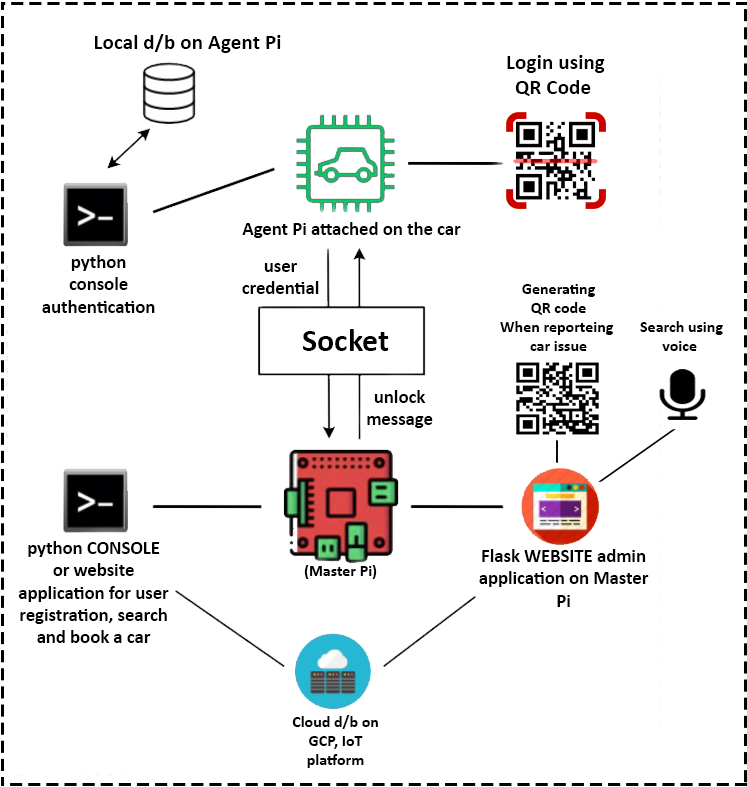 Local d/b on Agent Pi
Login using
QR Code
>-
python
console
authentication
Agent Pi attached on the car
user
credential
Socket
unlock
message
Generating
QR code
When reporteing
car issue
Search using
voice
>-
python CONSOLE
or website
application for user
registration, search
and book a car
(Master Pi)
< >
Flask WEBSITE admin
application on Master
Pi
Cloud d/b on
GCP, IoT
platform